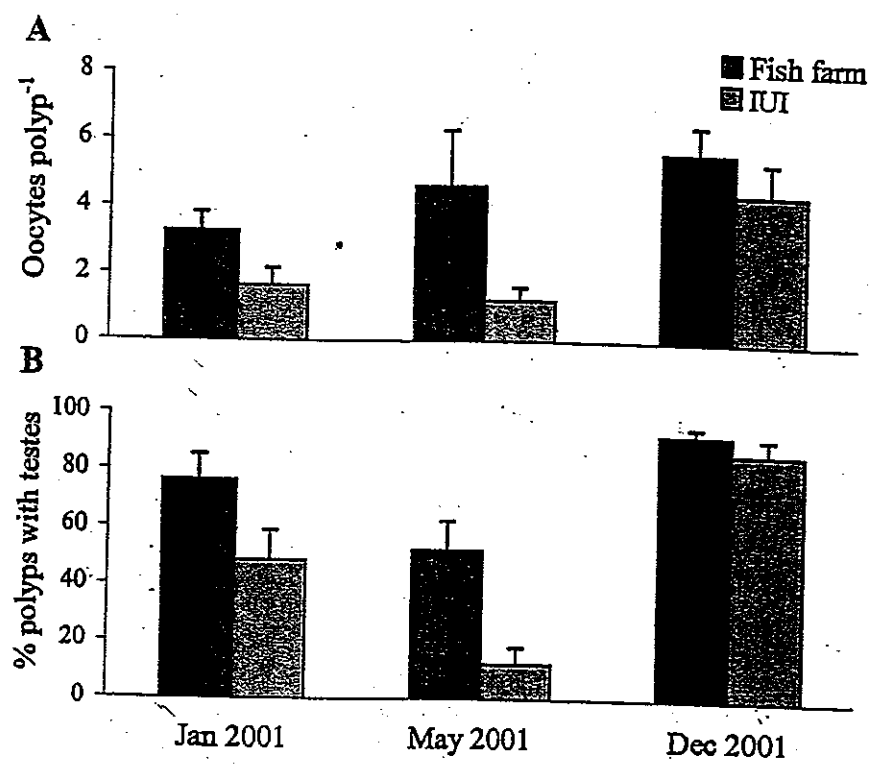 A
Oocytes polyp⁻¹
8
6
4
2
0
Fish farm
IUI
B
% polyps with testes
100
80
60
40
20
0
Jan 2001
May 2001
Dec 2001